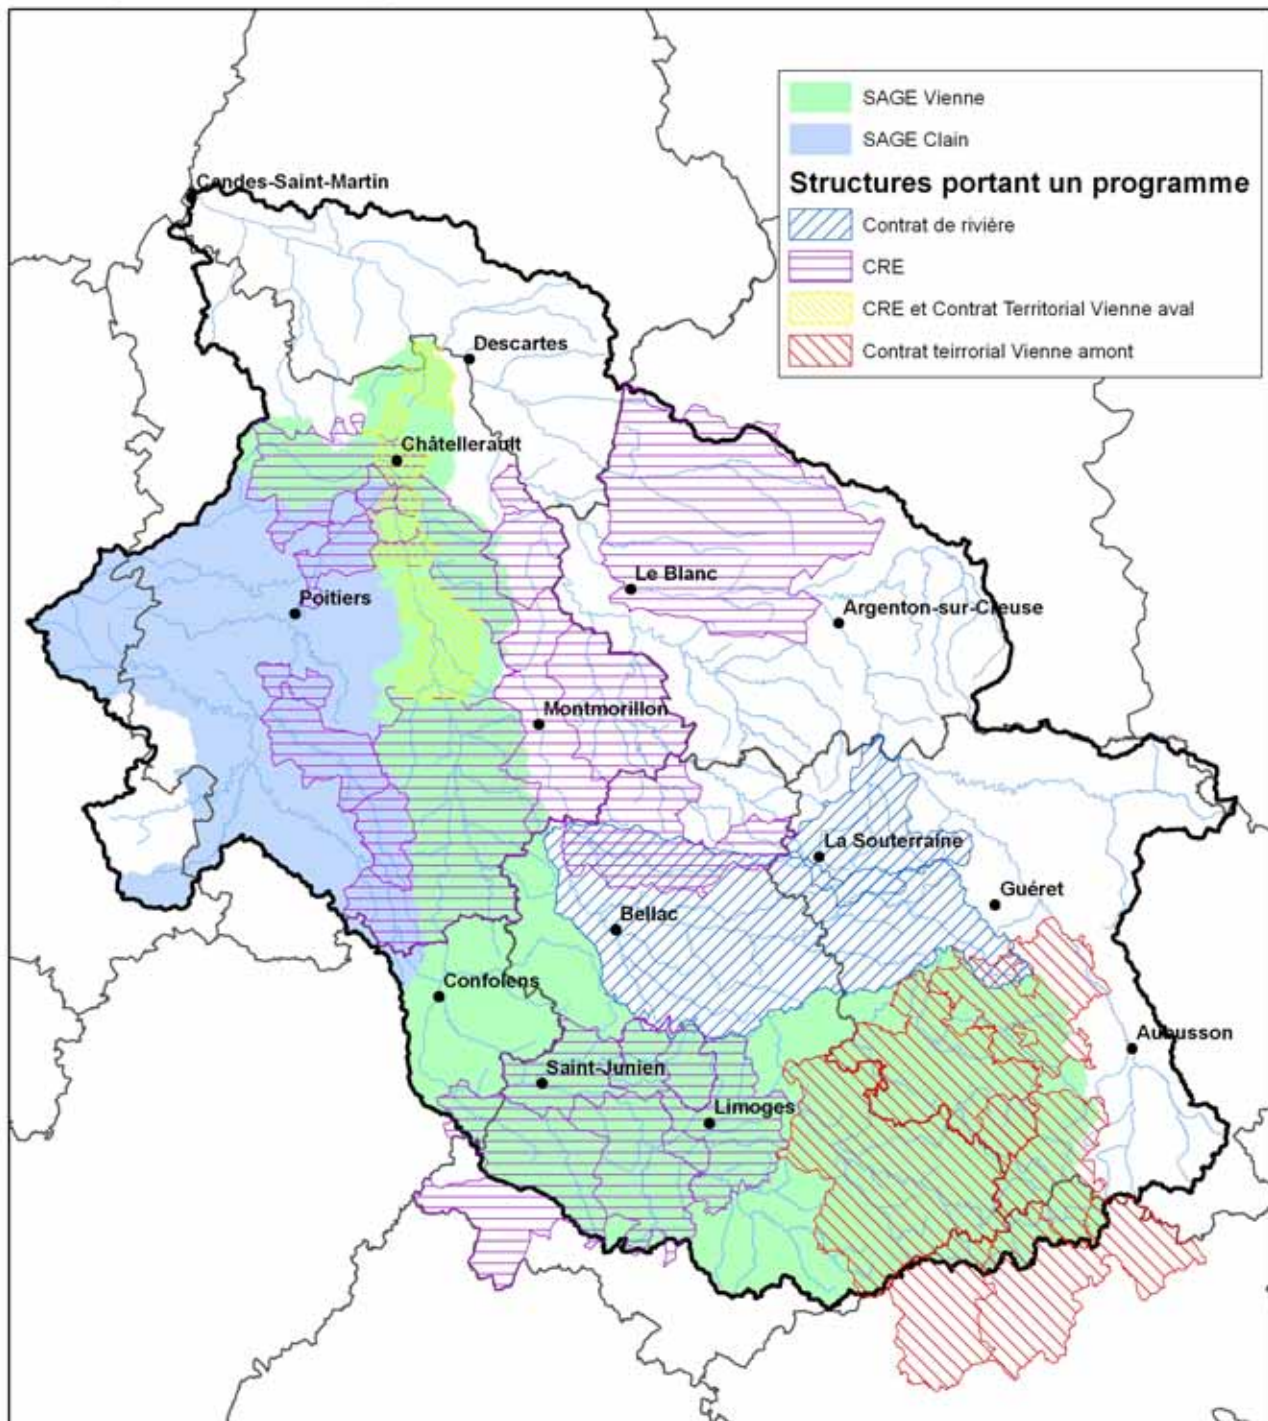 SAGE Vienne
SAGE Clain
Structures portant un programme
Contrat de rivière
CRE
CRE et Contrat Territorial Vienne aval
Contrat teirrorial Vienne amont
Candes-Saint-Martin
Descartes
Châtellerault
Le Blanc
Poitiers
Argenton-sur-Creuse
Montmorillon
La Souterraine
Guéret
Bellac
Confolens
Aubusson
Saint-Junien
Limoges